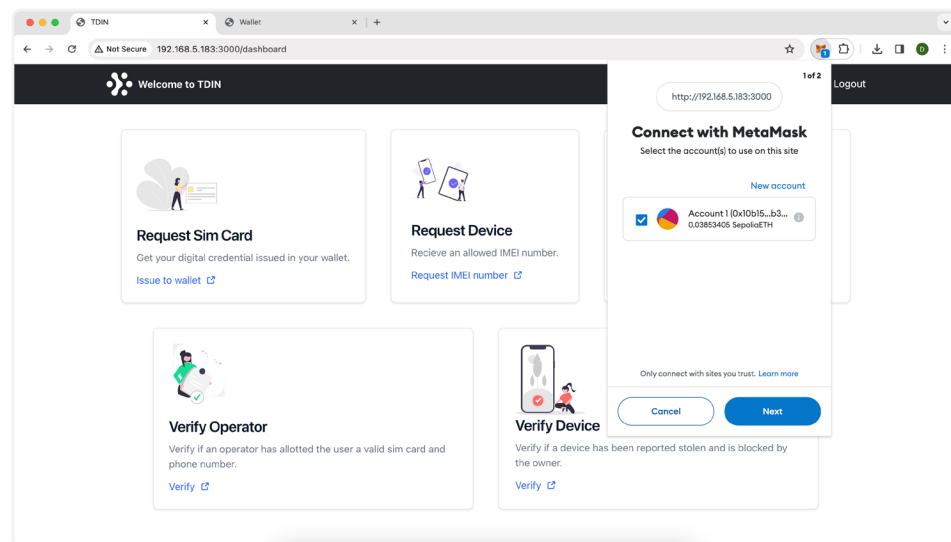 TDIN
Wallet
Not Secure 192.168.5.183:3000/dashboard
1
D
Welcome to TDIN
Logout
1 of 2
http://192.168.5.183:3000
Connect with MetaMask
Select the account(s) to use on this site
New account
Account 1 (0x10b15...b3...
0.03853405 SepoliaETH
Only connect with sites you trust. Learn more
Cancel
Next
Request Sim Card
Get your digital credential issued in your wallet.
Issue to wallet
Request Device
Recieve an allowed IMEI number.
Request IMEI number
Verify Operator
Verify if an operator has allotted the user a valid sim card and
phone number.
Verify
Verify Device
Verify if a device has been reported stolen and is blocked by
the owner.
Verify